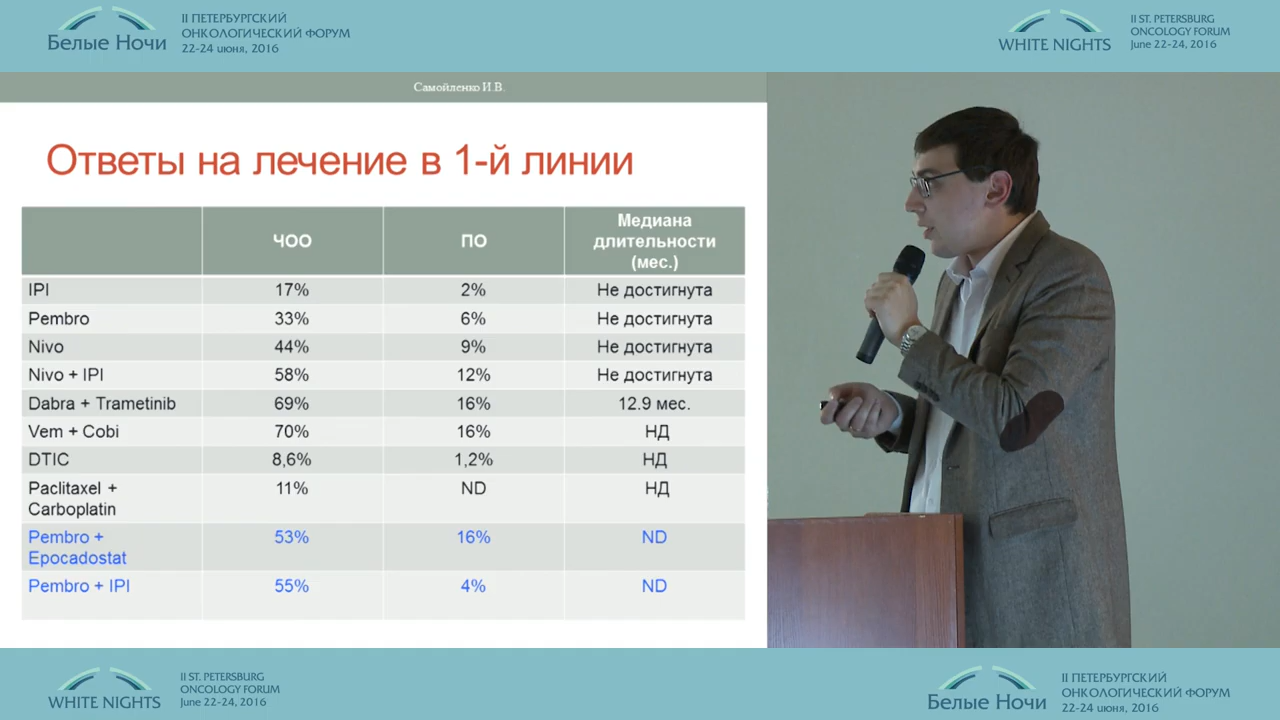 Белые Ночи
II ПЕТЕРБУРГСКИЙ
ОНКОЛОГИЧЕСКИЙ ФОРУМ
22-24 июня, 2016
WHITE NIGHTS
II ST. PETERSBURG
ONCOLOGY FORUM
June 22-24, 2016
Самойленко И.В.
Ответы на лечение в 1-й линии
ЧОО ПО Медиана
длительности
(мес.)
IPI 17% 2% Не достигнута
Pembro 33% 6% Не достигнута
Nivo 44% 9% Не достигнута
Nivo + IPI 58% 12% Не достигнута
Dabra + Trametinib 69% 16% 12.9 мес.
Vem + Cobi 70% 16% НД
DTIC 8,6% 1,2% НД
Paclitaxel + 11% ND НД
Carboplatin
Pembro + 53% 16% ND
Epocadostat
Pembro + IPI 55% 4% ND
WHITE NIGHTS
II ST. PETERSBURG
ONCOLOGY FORUM
June 22-24, 2016
Белые Ночи
II ПЕТЕРБУРГСКИЙ
ОНКОЛОГИЧЕСКИЙ ФОРУМ
22-24 июня, 2016